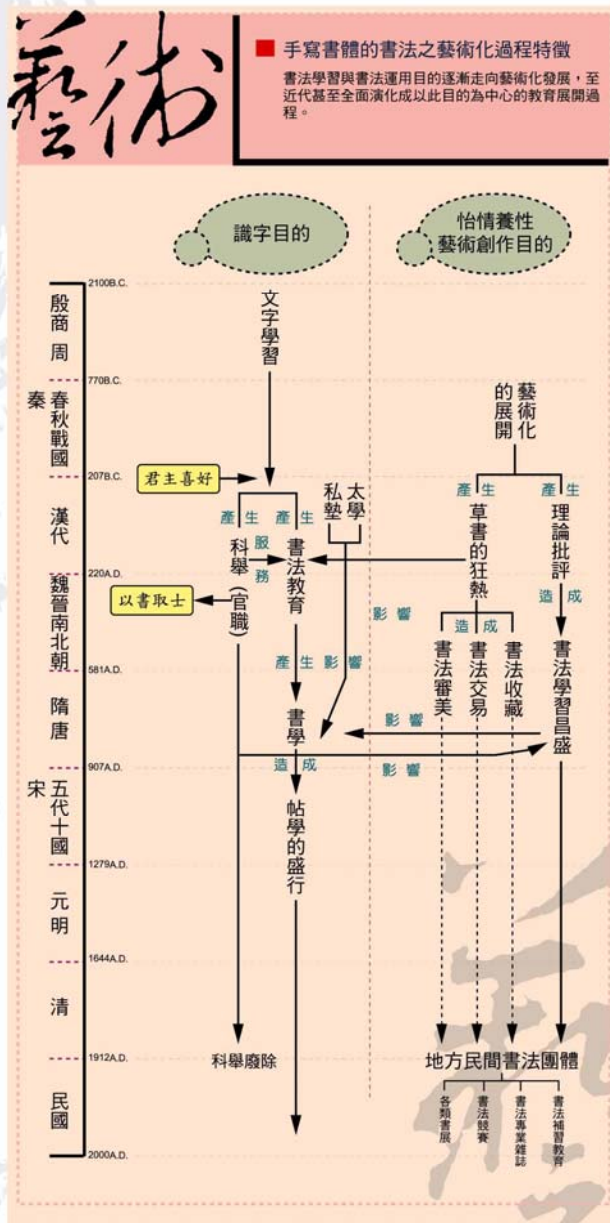 藝術
手寫書體的書法之藝術化過程特徵
書法學習與書法運用目的逐漸走向藝術化發展，至
近代甚至全面演化成以此目的為中心的教育展開過
程。
識字目的
怡情養性
藝術創作目的
2100B.C.
殷商 周
文字學習
770B.C.
春秋戰國
秦
藝術化
的展開
207B.C.
君主喜好
漢代
產生
產生
太學
私塾
產生
產生
科舉（官職）
服務
書法教育
草書的狂熱
理論批評
220A.D.
以書取士
魏晉南北朝
影響
造成
造成
書法審美
書法交易
書法收藏
書法學習昌盛
581A.D.
產生
影響
隋唐
書學
影響
造成
影響
907A.D.
五代十國
宋
帖學的盛行
1279A.D.
元明
1644A.D.
清
1912A.D.
科舉廢除
地方民間書法團體
民國
各類書展
書法競賽
書法專業雜誌
書法補習教育
2000A.D.
藝